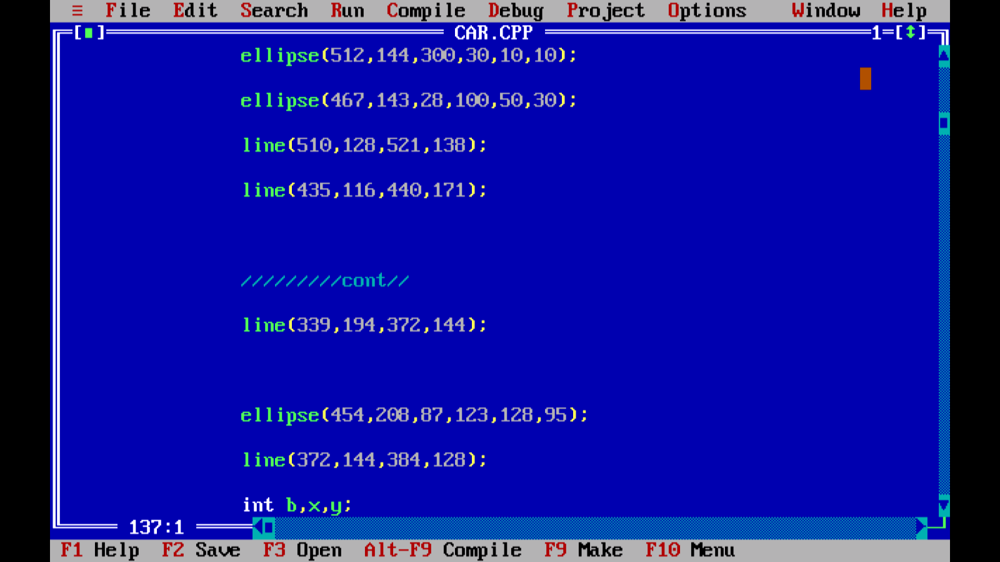 ≡ File Edit Search Run Compile Debug Project Options Window Help
[■] CAR.CPP 1=[↕]
ellipse(512,144,300,30,10,10);
ellipse(467,143,28,100,50,30);
line(510,128,521,138);
line(435,116,440,171);
/////////cont//
line(339,194,372,144);
ellipse(454,208,87,123,128,95);
line(372,144,384,128);
int b,x,y;
137:1
F1 Help F2 Save F3 Open Alt-F9 Compile F9 Make F10 Menu